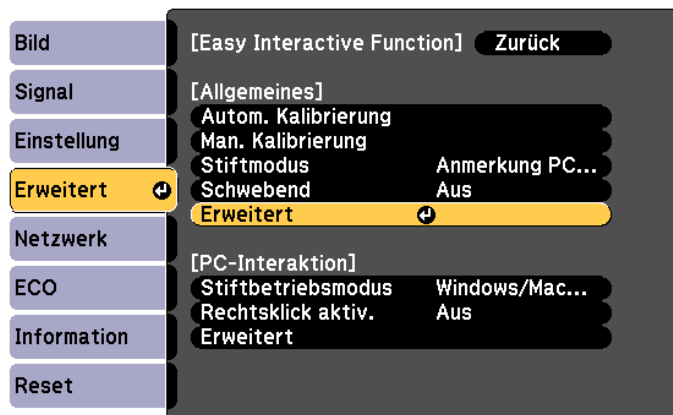 Bild
Signal
Einstellung
Erweitert
Netzwerk
ECO
Information
Reset
[Easy Interactive Function] Zurück
[Allgemeines]
Autom. Kalibrierung
Man. Kalibrierung
Stiftmodus Anmerkung PC...
Schwebend Aus
Erweitert
[PC-Interaktion]
Stiftbetriebsmodus Windows/Mac...
Rechtsklick aktiv. Aus
Erweitert